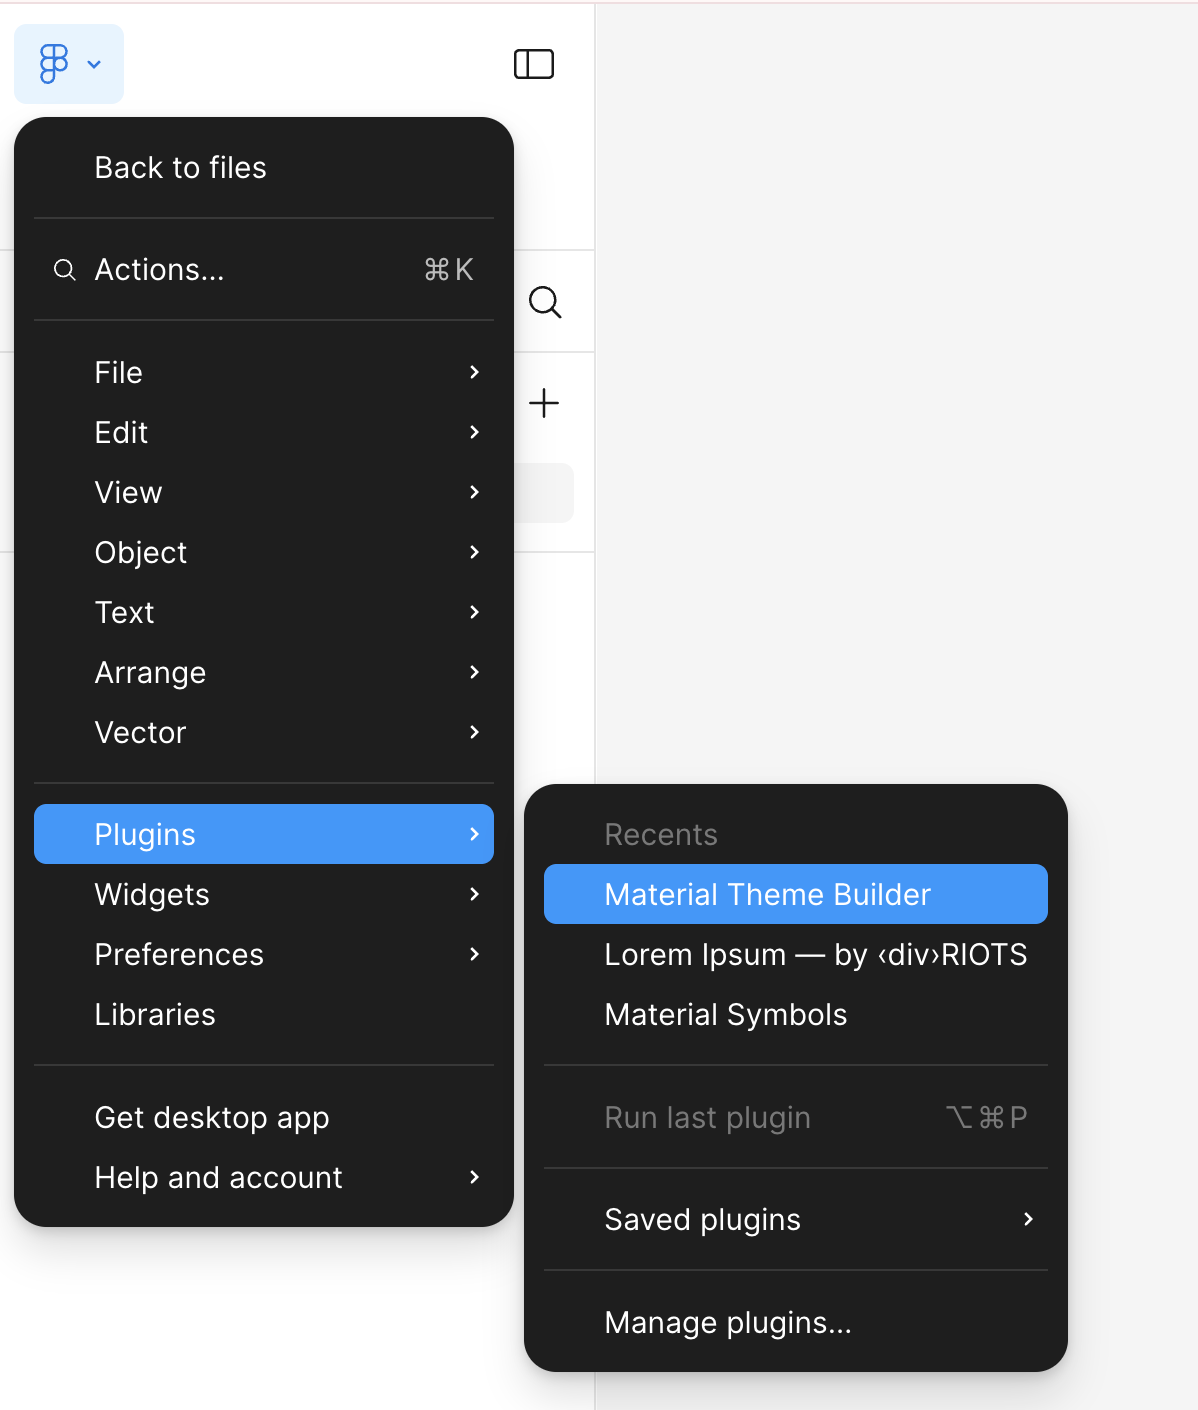 Back to files
Actions... ⌘K
File
Edit
View
Object
Text
Arrange
Vector
Plugins
Widgets
Preferences
Libraries
Get desktop app
Help and account
Recents
Material Theme Builder
Lorem Ipsum — by ‹div›RIOTS
Material Symbols
Run last plugin ⌥⌘P
Saved plugins
Manage plugins...